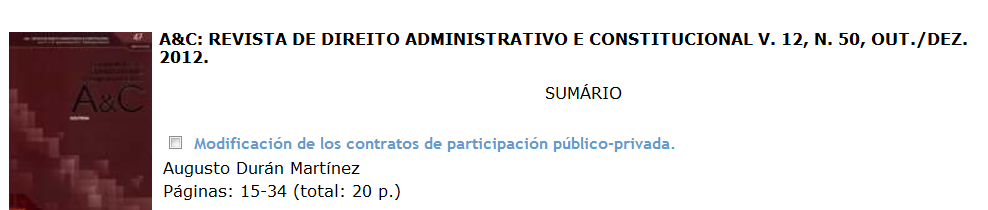 A&C: REVISTA DE DIREITO ADMINISTRATIVO E CONSTITUCIONAL V. 12, N. 50, OUT./DEZ.
2012.
SUMÁRIO
47
A&C
Modificación de los contratos de participación público-privada.
Augusto Durán Martínez
Páginas: 15-34 (total: 20 p.)